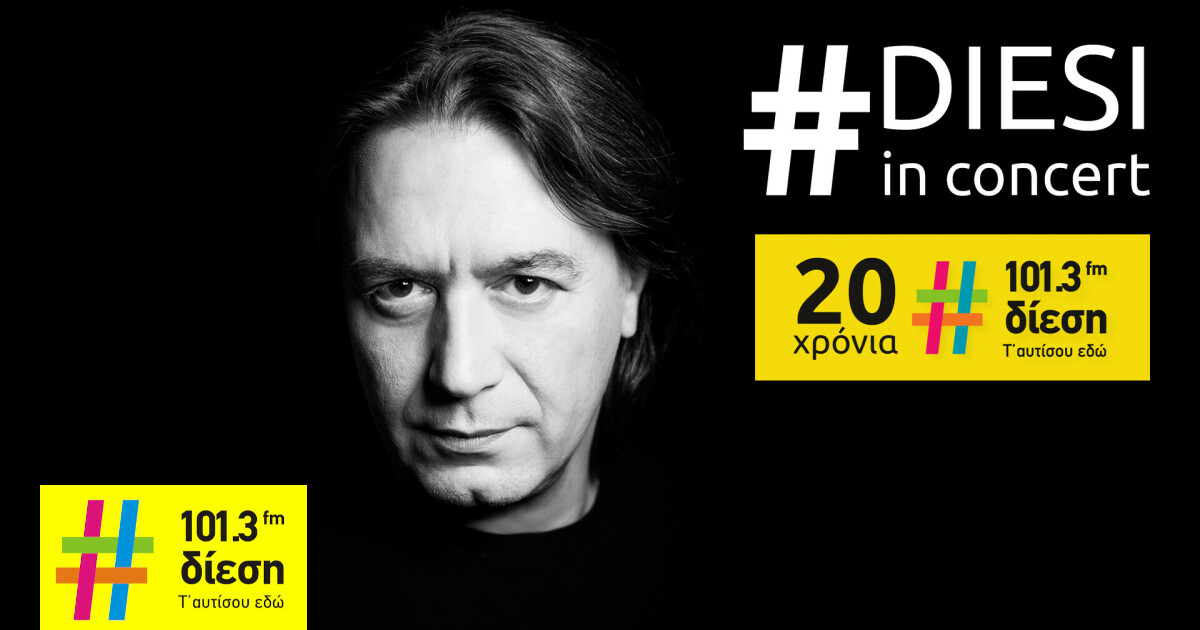 #DIESI
in concert
20
χρόνια
101.3 fm
δίεση
Τ'αυτίσου εδώ
101.3 fm
δίεση
Τ'αυτίσου εδώ